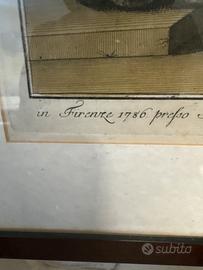 in Firenze 1786 preſso
subito